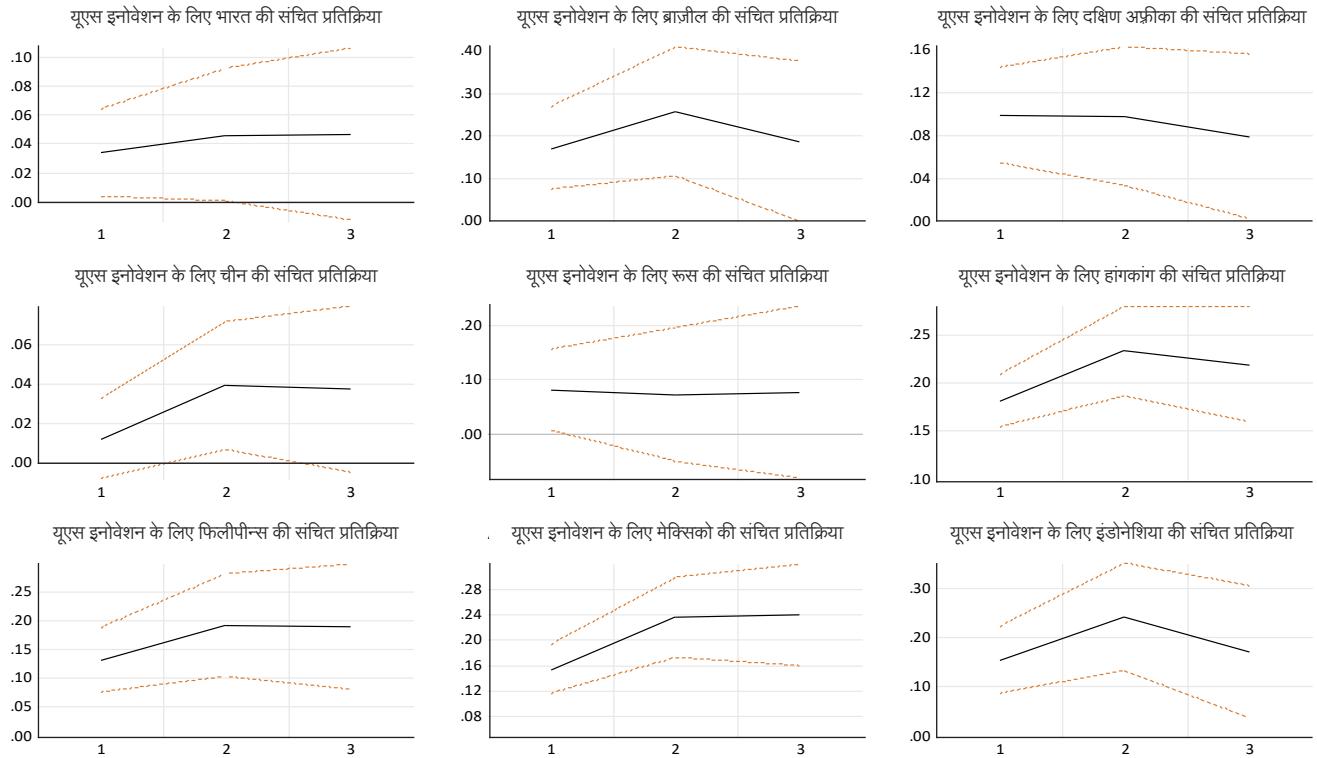 यूएस इनोवेशन के लिए भारत की संचित प्रतिक्रिया
.10
.08
.06
.04
.02
.00
1 2 3
यूएस इनोवेशन के लिए ब्राज़ील की संचित प्रतिक्रिया
.40
.30
.20
.10
.00
1 2 3
यूएस इनोवेशन के लिए दक्षिण अफ़्रीका की संचित प्रतिक्रिया
.16
.12
.08
.04
.00
1 2 3
यूएस इनोवेशन के लिए चीन की संचित प्रतिक्रिया
.06
.04
.02
.00
1 2 3
यूएस इनोवेशन के लिए रूस की संचित प्रतिक्रिया
.20
.10
.00
1 2 3
यूएस इनोवेशन के लिए हांगकांग की संचित प्रतिक्रिया
.25
.20
.15
.10
1 2 3
यूएस इनोवेशन के लिए फिलीपीन्स की संचित प्रतिक्रिया
.25
.20
.15
.10
.05
.00
1 2 3
यूएस इनोवेशन के लिए मेक्सिको की संचित प्रतिक्रिया
.28
.24
.20
.16
.12
.08
1 2 3
यूएस इनोवेशन के लिए इंडोनेशिया की संचित प्रतिक्रिया
.30
.20
.10
.00
1 2 3